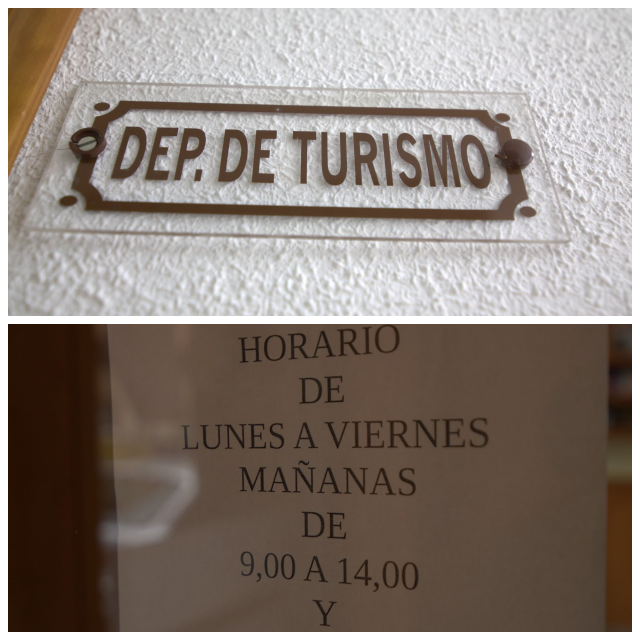 DEP. DE TURISMO
HORARIO
DE
LUNES A VIERNES
MAÑANAS
DE
9,00 A 14,00
Y